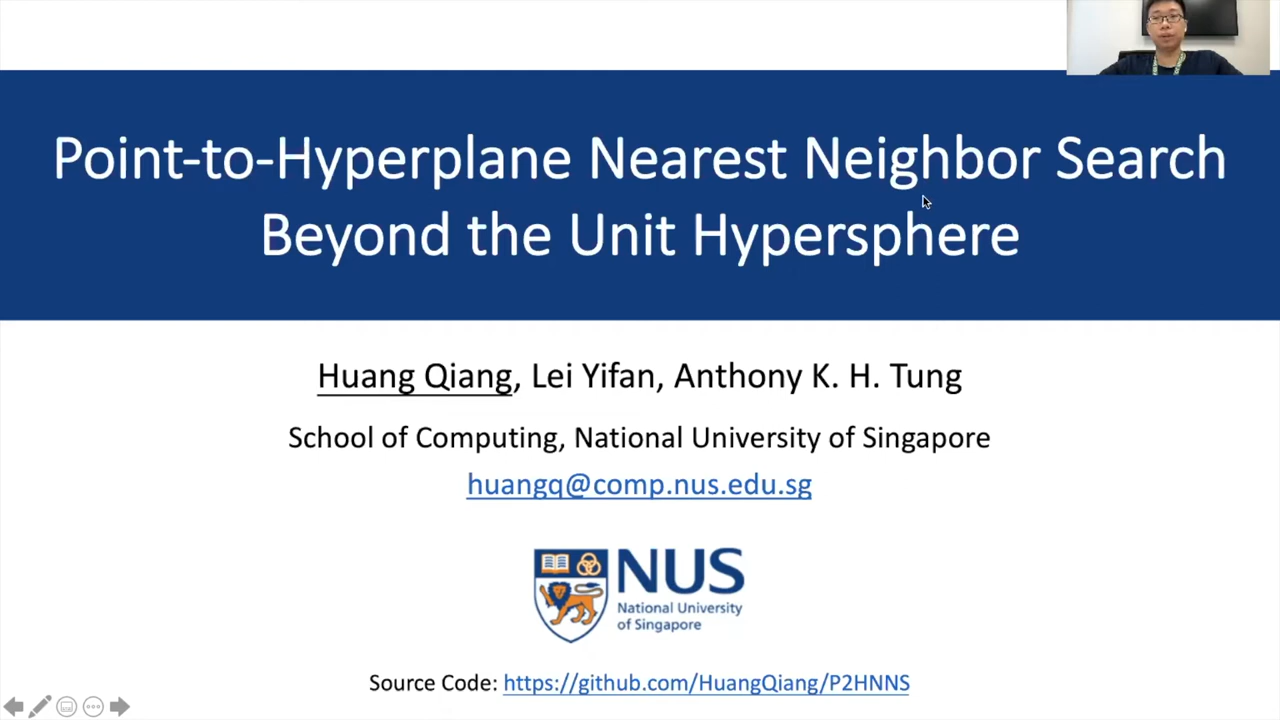 Point-to-Hyperplane Nearest Neighbor Search
Beyond the Unit Hypersphere
Huang Qiang, Lei Yifan, Anthony K. H. Tung
School of Computing, National University of Singapore
huangq@comp.nus.edu.sg
NUS
National University
of Singapore
Source Code: https://github.com/HuangQiang/P2HNNS